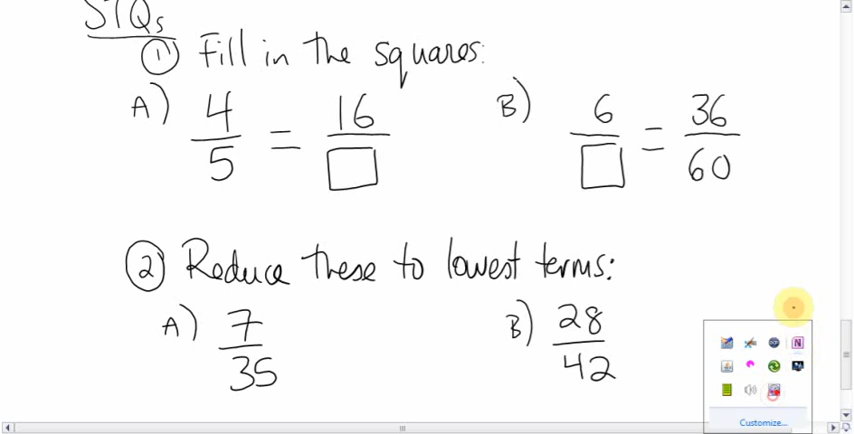 STQs
① Fill in the squares:
A) 4/5 = 16/□ B) 6/□ = 36/60
② Reduce these to lowest terms:
A) 7/35 B) 28/42
Customize...